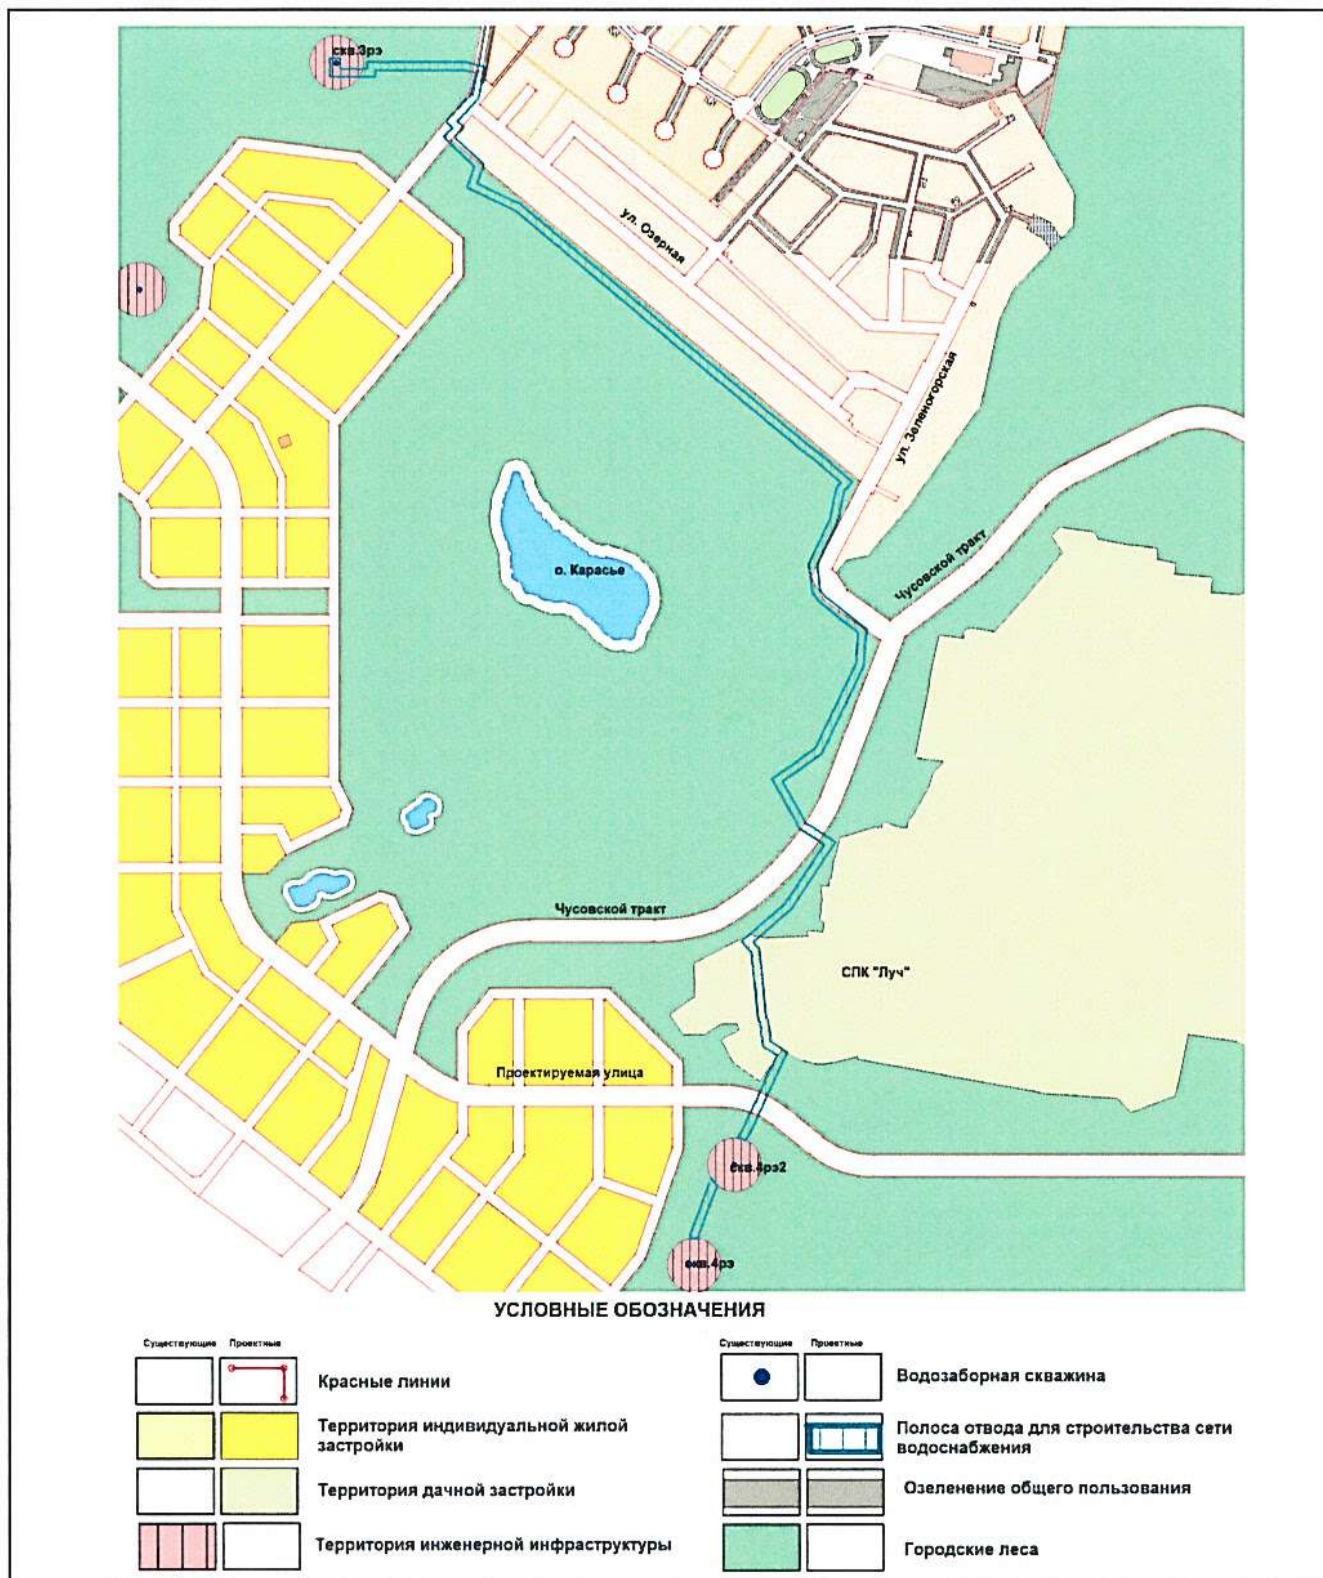 скв.3рэ
ул. Озерная
ул. Зеленогорская
Чусовской тракт
о. Карасье
Чусовской тракт
СПК "Луч"
Проектируемая улица
скв.4рэ2
скв.4рэ
УСЛОВНЫЕ ОБОЗНАЧЕНИЯ
Существующие Проектные
Красные линии
Территория индивидуальной жилой
застройки
Территория дачной застройки
Территория инженерной инфраструктуры
Существующие Проектные
Водозаборная скважина
Полоса отвода для строительства сети
водоснабжения
Озеленение общего пользования
Городские леса